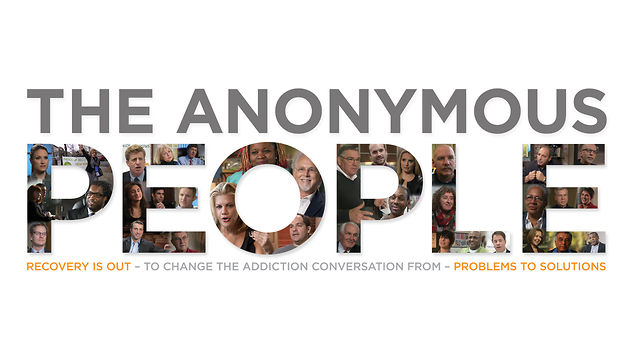 THE ANONYMOUS
PEOPLE
RECOVERY IS OUT – TO CHANGE THE ADDICTION CONVERSATION FROM – PROBLEMS TO SOLUTIONS